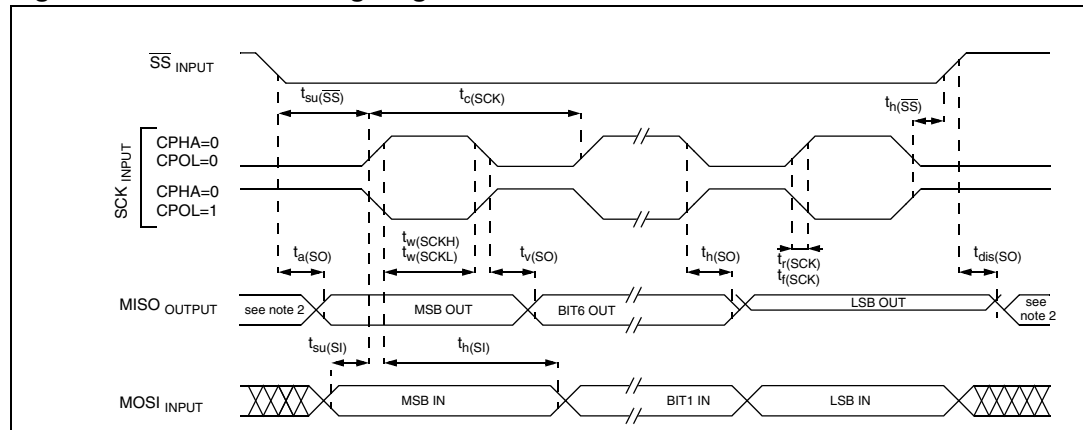 SS INPUT
tsu(SS)
tc(SCK)
th(SS)
SCK INPUT
CPHA=0
CPOL=0
CPHA=0
CPOL=1
ta(SO)
tw(SCKH)
tw(SCKL)
tv(SO)
th(SO)
tr(SCK)
tf(SCK)
tdis(SO)
MISO OUTPUT
see note 2
MSB OUT
BIT6 OUT
LSB OUT
see
note 2
tsu(SI)
th(SI)
MOSI INPUT
MSB IN
BIT1 IN
LSB IN